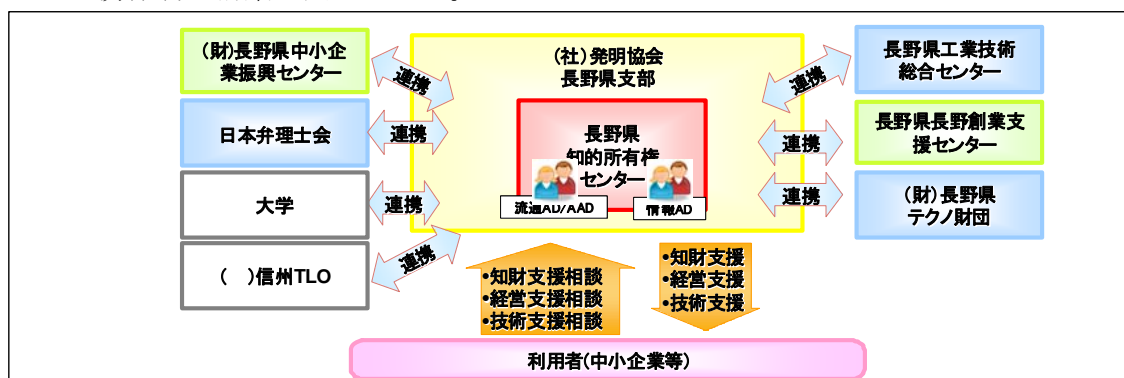 (財)長野県中小企
業振興センター
日本弁理士会
大学
(　)信州TLO
連携
連携
連携
連携
(社)発明協会
長野県支部
長野県
知的所有権
センター
流通AD/AAD
情報AD
連携
連携
連携
長野県工業技術
総合センター
長野県長野創業支
援センター
(財)長野県
テクノ財団
•知財支援相談
•経営支援相談
•技術支援相談
•知財支援
•経営支援
•技術支援
利用者(中小企業等)